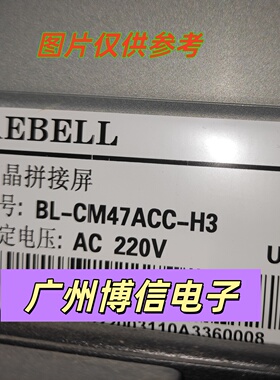 图片仅供参考
REBELL
晶拼接屏
号: BL-CM47ACC-H3
定电压: AC 220V
U
广州博信电子